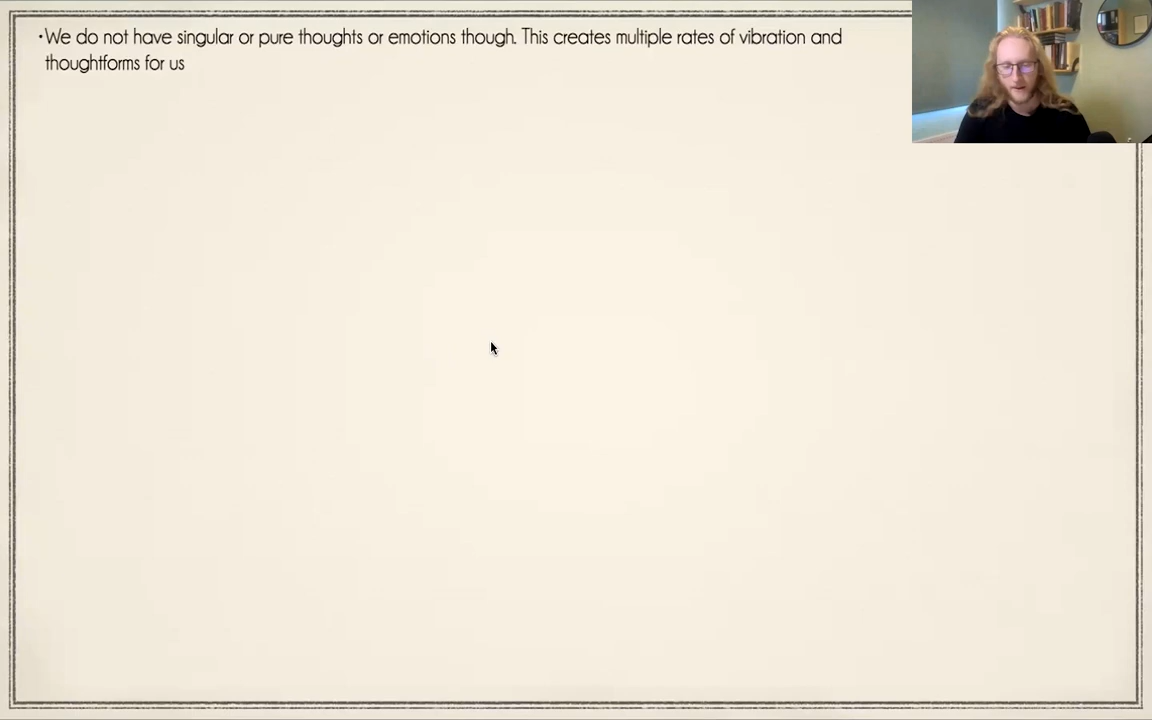 •We do not have singular or pure thoughts or emotions though. This creates multiple rates of vibration and
thoughtforms for us